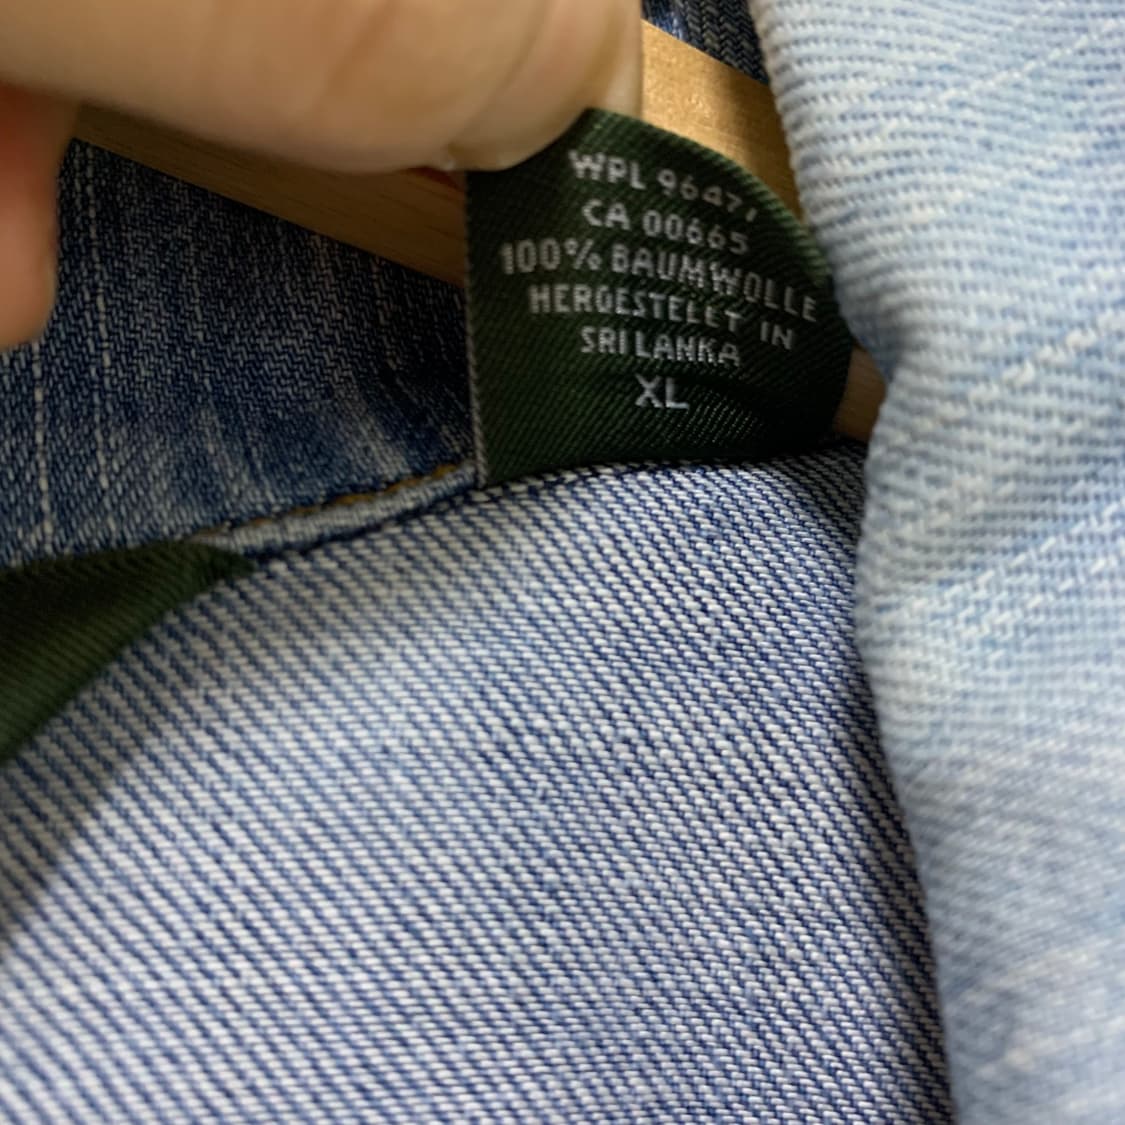 WPL 9647,
CA 00665
100% BAUMWOLLE
HERGESTELLT IN
SRI LANKA
XL